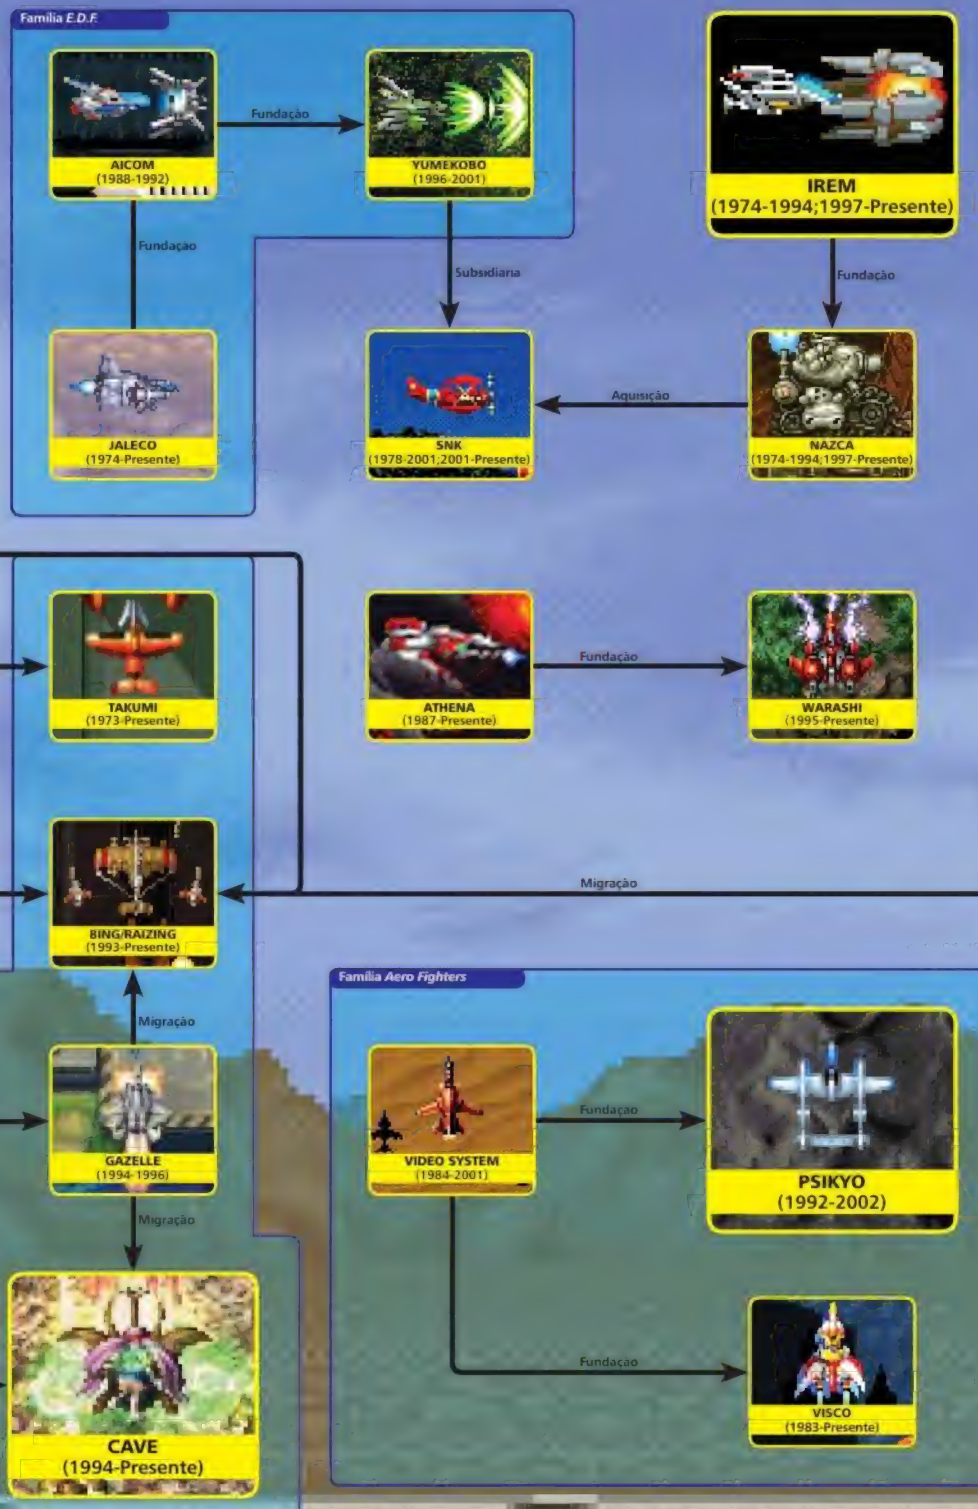 Família E.D.F.
AICOM
(1988-1992)
Fundação
YUMEKOBO
(1996-2001)
IREM
(1974-1994;1997-Presente)
Fundação
Subsidiária
Fundação
JALECO
(1974-Presente)
SNK
(1978-2001;2001-Presente)
Aquisição
NAZCA
(1974-1994;1997-Presente)
TAKUMI
(1973-Presente)
ATHENA
(1987-Presente)
Fundação
WARASHI
(1995-Presente)
BING/RAIZING
(1993-Presente)
Migração
Migração
Família Aero Fighters
GAZELLE
(1994-1996)
VIDEO SYSTEM
(1984-2001)
Fundação
PSIKYO
(1992-2002)
Migração
CAVE
(1994-Presente)
Fundação
VISCO
(1983-Presente)